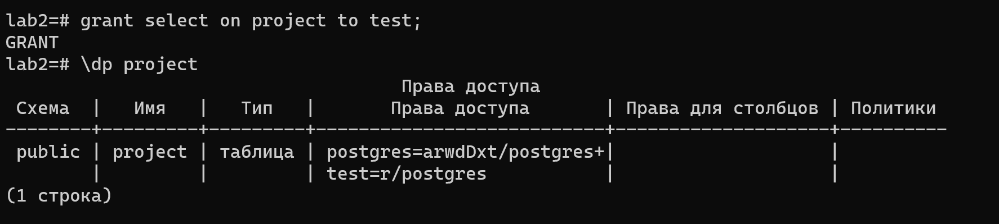 lab2=# grant select on project to test;
GRANT
lab2=# \dp project
                                     Права доступа
 Схема  |   Имя   |   Тип   |       Права доступа       | Права для столбцов | Политики
--------+---------+---------+---------------------------+--------------------+----------
 public | project | таблица | postgres=arwdDxt/postgres+|                    |
        |         |         | test=r/postgres           |                    |
(1 строка)